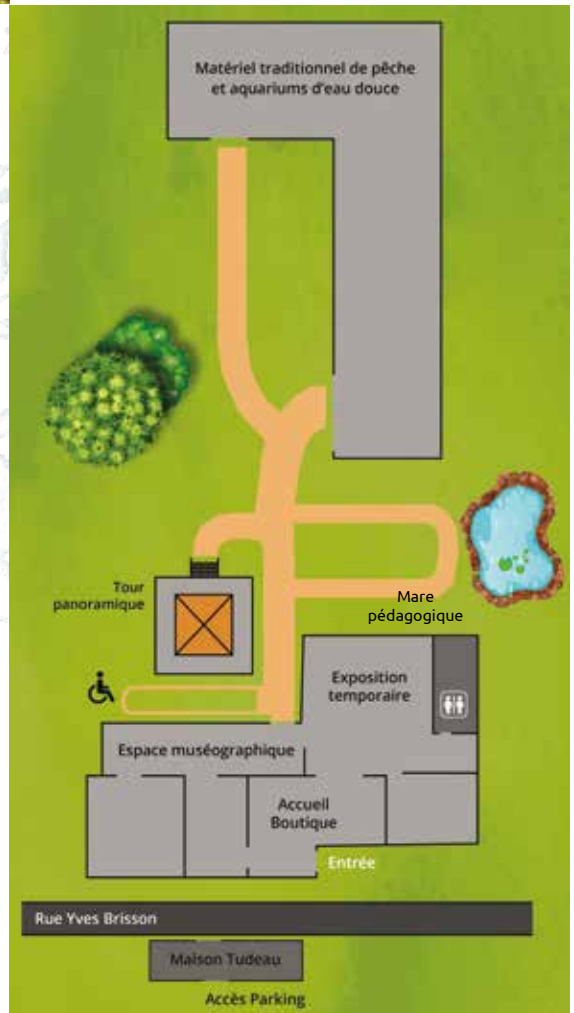 Matériel traditionnel de pêche
et aquariums d'eau douce
Tour
panoramique
Mare
pédagogique
Exposition
temporaire
Espace muséographique
Accueil
Boutique
Entrée
Rue Yves Brisson
Maison Tudeau
Accès Parking